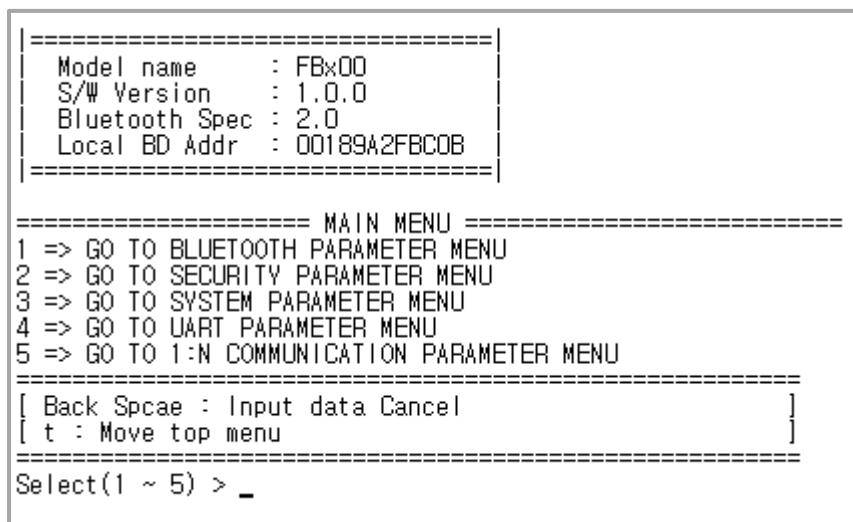 |=================================|
| Model name : FBx00 |
| S/₩ Version : 1.0.0 |
| Bluetooth Spec : 2.0 |
| Local BD Addr : 00189A2FBC0B |
|=================================|
===================== MAIN MENU ===========================
1 => GO TO BLUETOOTH PARAMETER MENU
2 => GO TO SECURITY PARAMETER MENU
3 => GO TO SYSTEM PARAMETER MENU
4 => GO TO UART PARAMETER MENU
5 => GO TO 1:N COMMUNICATION PARAMETER MENU
========================================================
[ Back Spcae : Input data Cancel ]
[ t : Move top menu ]
========================================================
Select(1 ~ 5) > _